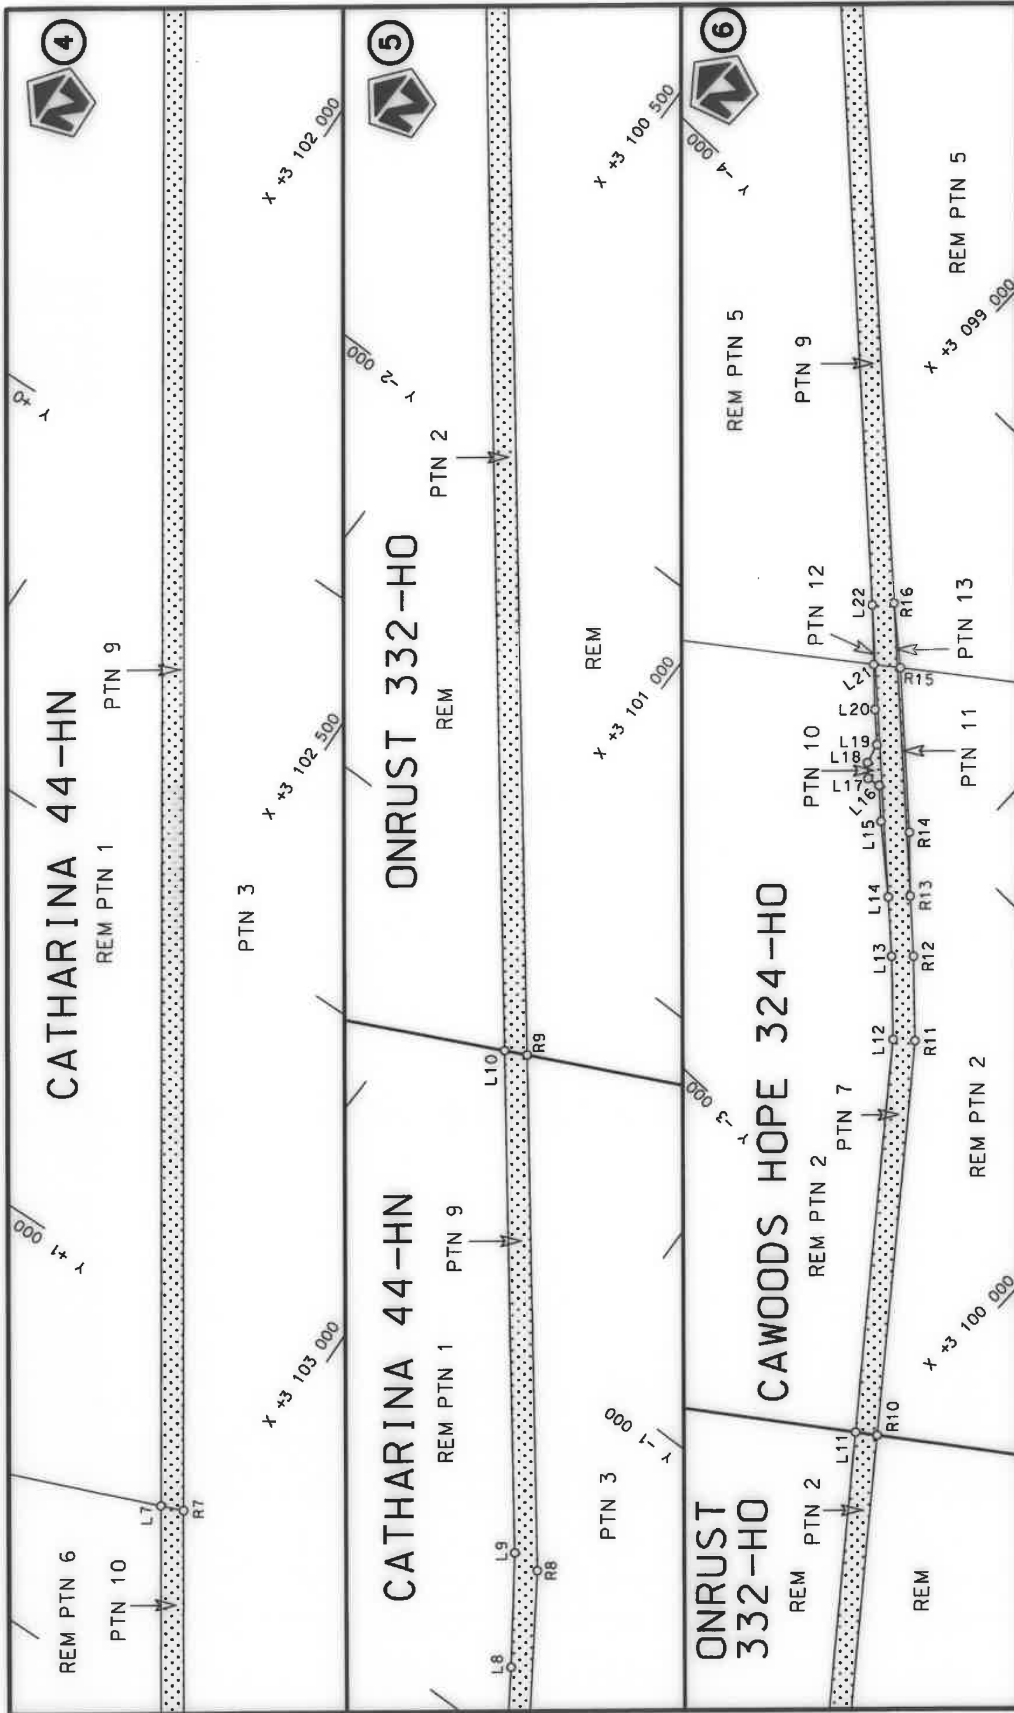 4
CATHARINA 44-HN
REM PTN 6
REM PTN 1
PTN 10
PTN 9
PTN 3
L7
R7
Y +1 000
Y +0
X +3 103 000
X +3 102 500
X +3 102 000
5
CATHARINA 44-HN
ONRUST 332-HO
REM PTN 1
PTN 9
PTN 3
REM
PTN 2
REM
L8
L9
R8
L10
R9
Y -1 000
Y -2 000
X +3 101 000
X +3 100 500
6
ONRUST
332-HO
REM
PTN 2
REM
CAWOODS HOPE 324-HO
REM PTN 2
PTN 7
REM PTN 2
PTN 10
PTN 11
PTN 12
PTN 13
REM PTN 5
PTN 9
REM PTN 5
L11
R10
L12
R11
L13
R12
L14
R13
L15
R14
L16
L17
L18
L19
L20
L21
R15
L22
R16
Y -3 000
Y -4 000
X +3 100 000
X +3 099 000